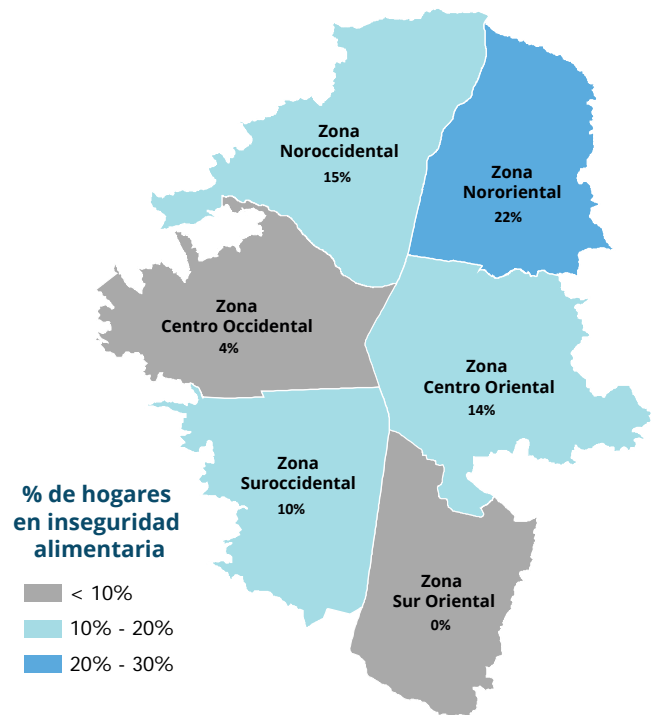 Zona
Noroccidental
15%
Zona
Nororiental
22%
Zona
Centro Occidental
4%
Zona
Centro Oriental
14%
Zona
Suroccidental
10%
Zona
Sur Oriental
0%
% de hogares
en inseguridad
alimentaria
< 10%
10% - 20%
20% - 30%